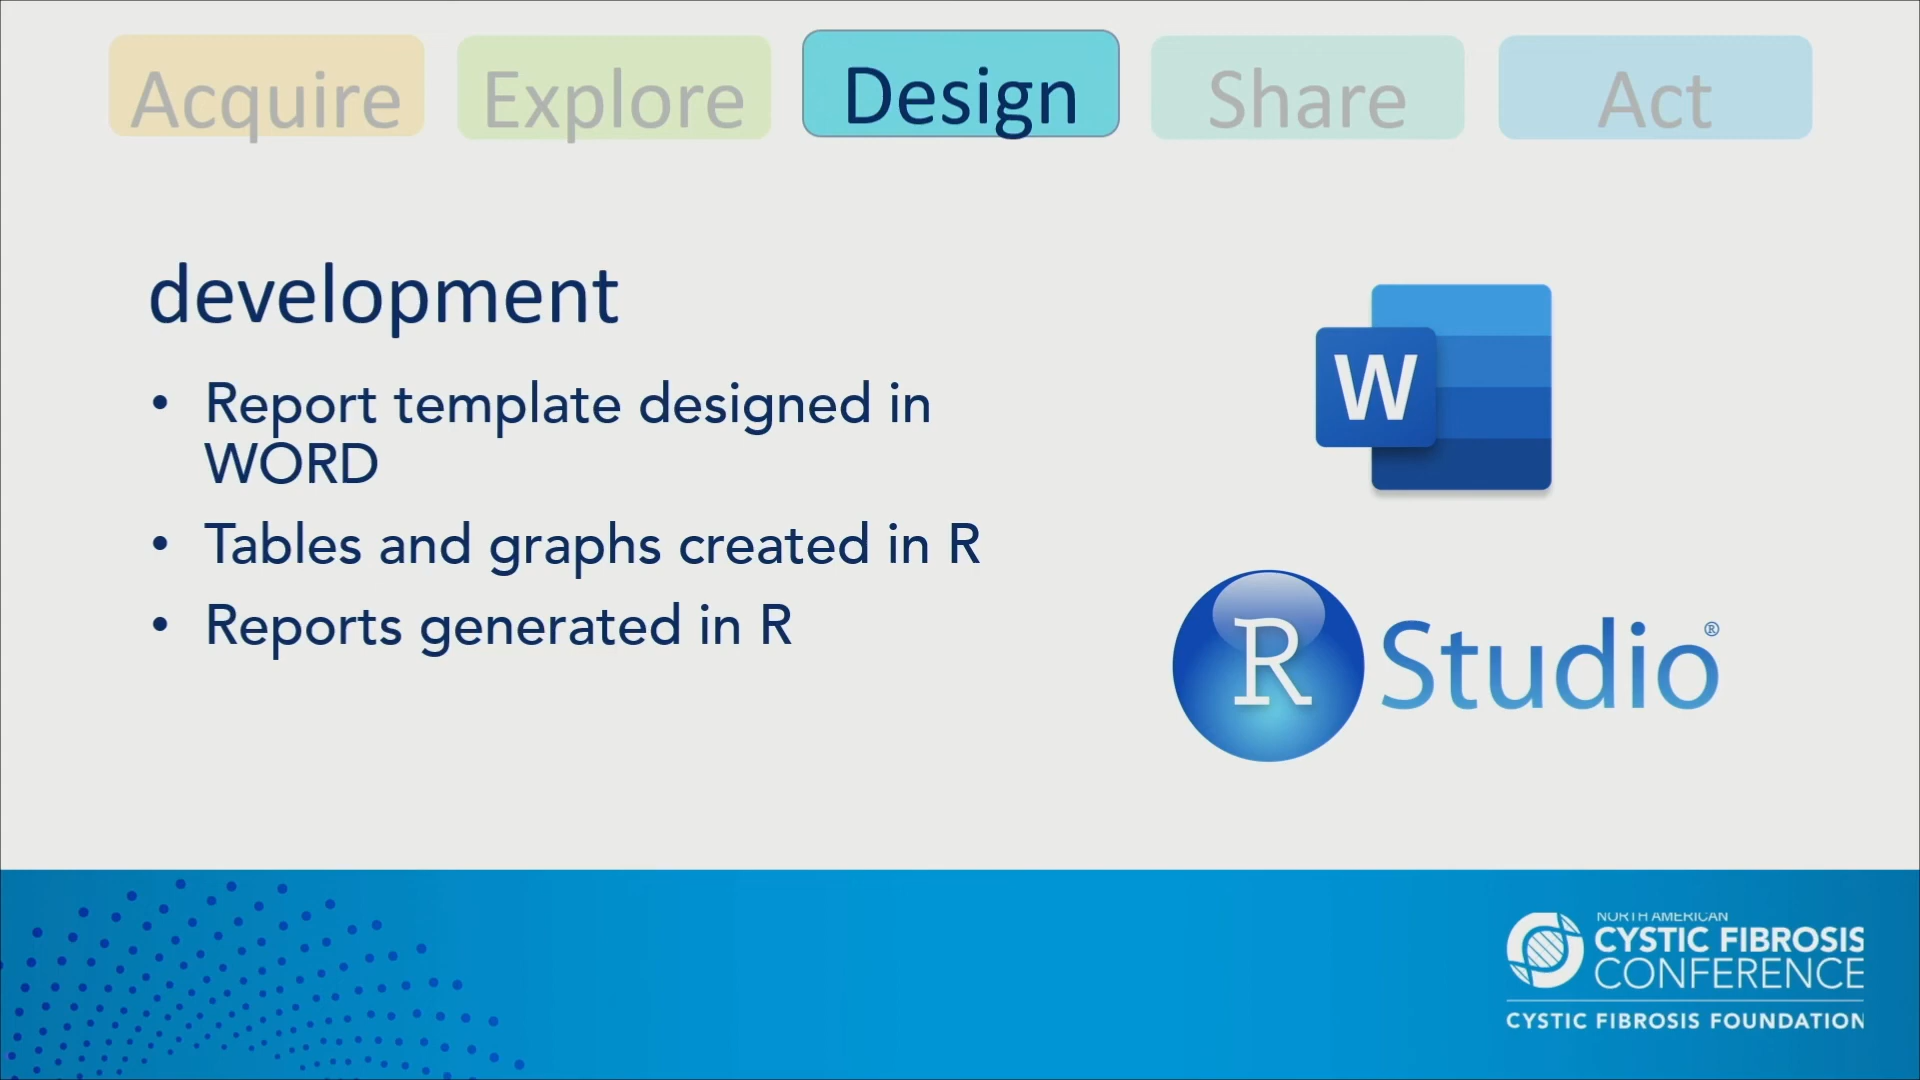 Acquire
Explore
Design
Share
Act
development
• Report template designed in
WORD
• Tables and graphs created in R
• Reports generated in R
W
R Studio®
NORTH AMERICAN
CYSTIC FIBROSIS
CONFERENCE
CYSTIC FIBROSIS FOUNDATION